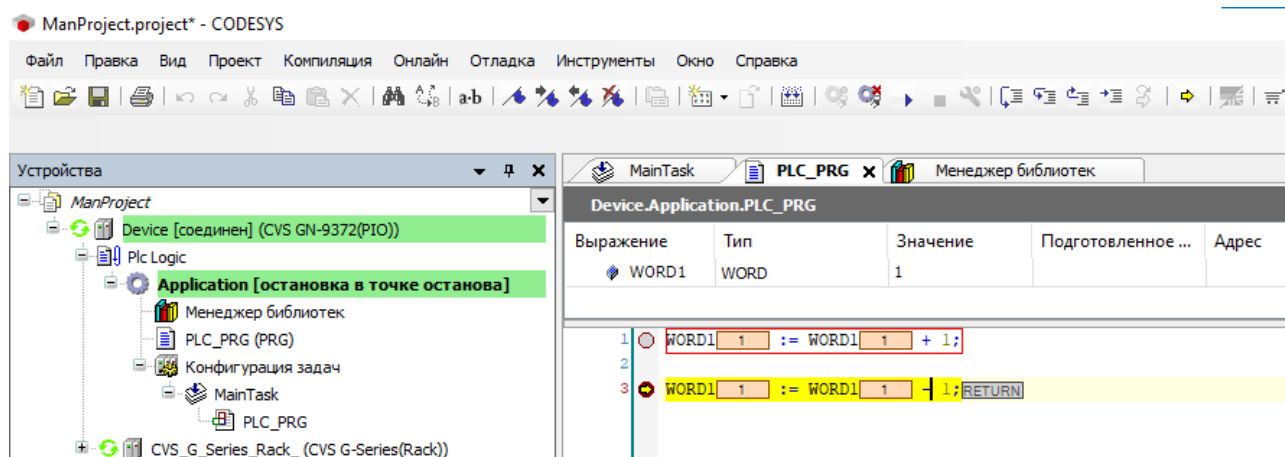 ManProject.project* - CODESYS
Файл Правка Вид Проект Компиляция Онлайн Отладка Инструменты Окно Справка
Устройства
ManProject
Device [соединен] (CVS GN-9372(PIO))
Plc Logic
Application [остановка в точке останова]
Менеджер библиотек
PLC_PRG (PRG)
Конфигурация задач
MainTask
PLC_PRG
CVS_G_Series_Rack_ (CVS G-Series(Rack))
MainTask PLC_PRG Менеджер библиотек
Device.Application.PLC_PRG
Выражение Тип Значение Подготовленное ... Адрес
WORD1 WORD 1
1 WORD1 1 := WORD1 1 + 1;
2
3 WORD1 1 := WORD1 1 - 1;RETURN